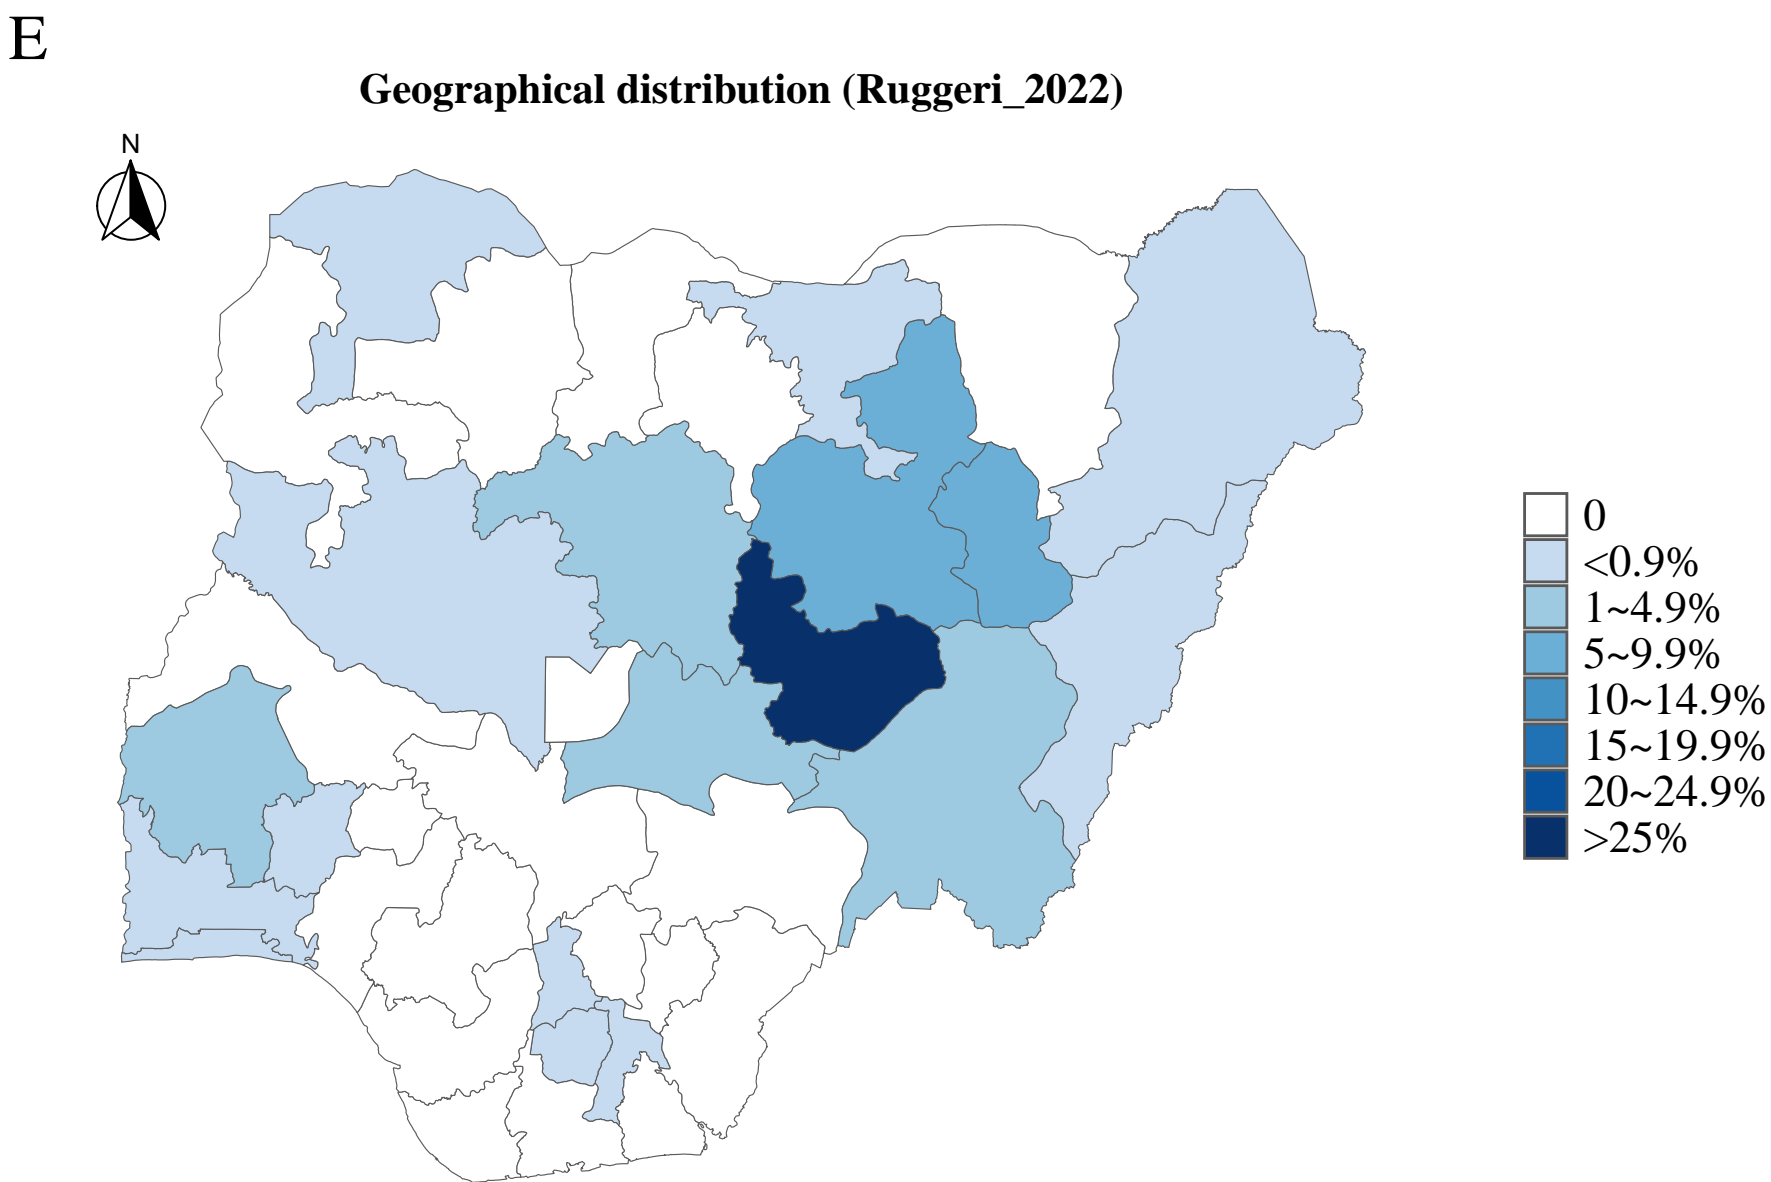 E
Geographical distribution (Ruggeri_2022)
N
0
<0.9%
1~4.9%
5~9.9%
10~14.9%
15~19.9%
20~24.9%
>25%